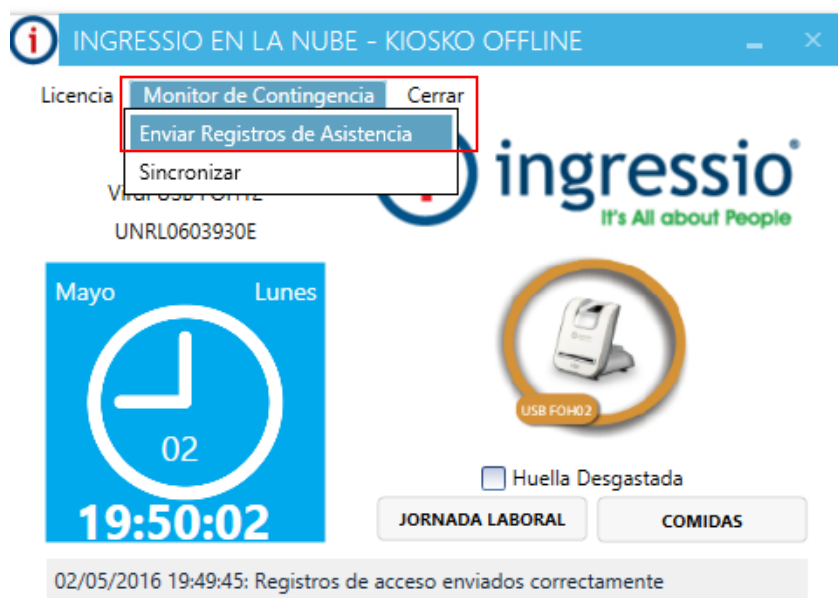 INGRESSIO EN LA NUBE - KIOSKO OFFLINE
Licencia Monitor de Contingencia Cerrar
Enviar Registros de Asistencia
Sincronizar
ingressio
It's All about People
UNRL0603930E
Mayo Lunes
02
19:50:02
USB FOH02
Huella Desgastada
JORNADA LABORAL COMIDAS
02/05/2016 19:49:45: Registros de acceso enviados correctamente